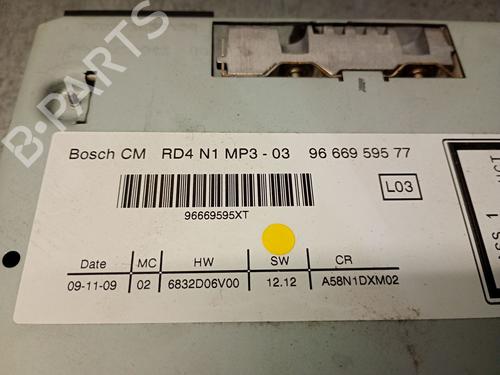 B-PARTS
Bosch CM RD4 N1 MP3 - 03 96 669 595 77
L03
96669595XT
Date MC HW SW CR
09-11-09 02 6832D06V00 12.12 A58N1DXM02